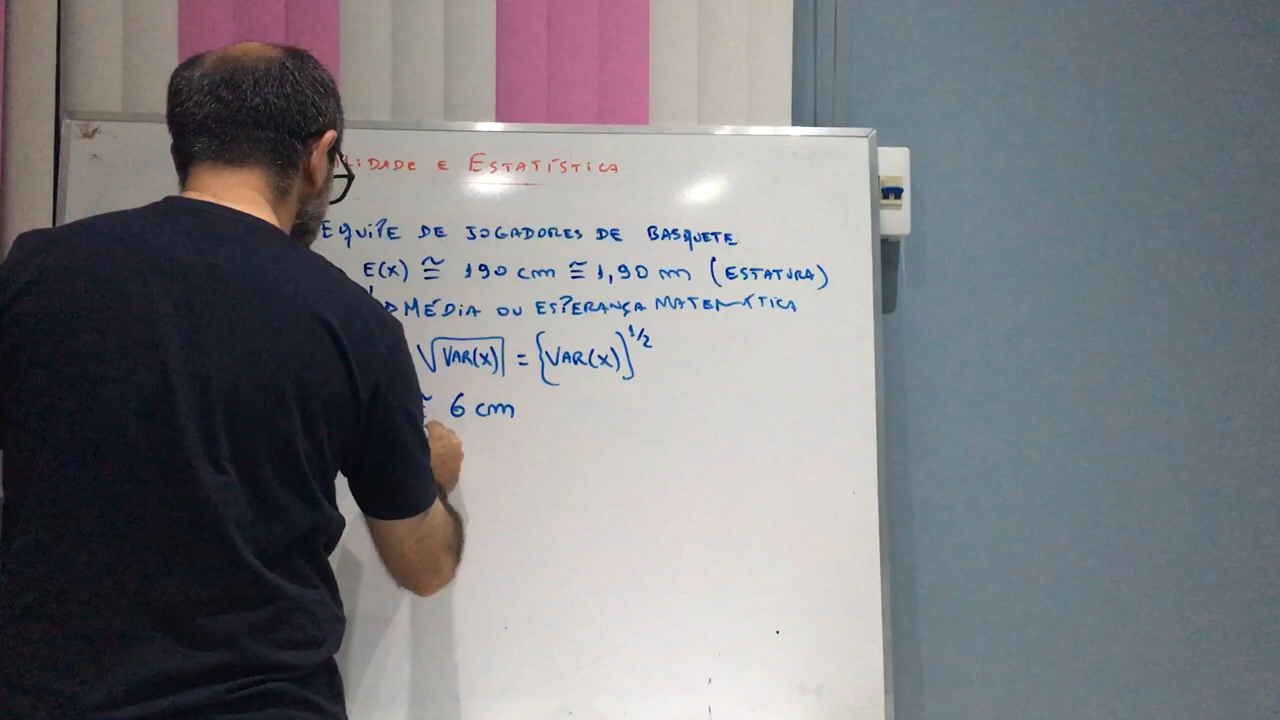 E ESTATÍSTICA
EQUIPE DE JOGADORES DE BASQUETE
E(X) ≅ 190 cm ≅ 1,90 m (ESTATURA)
MÉDIA OU ESPERANÇA MATEMÁTICA
√VAR(X) = {VAR(X)}^1/2
≅ 6 cm